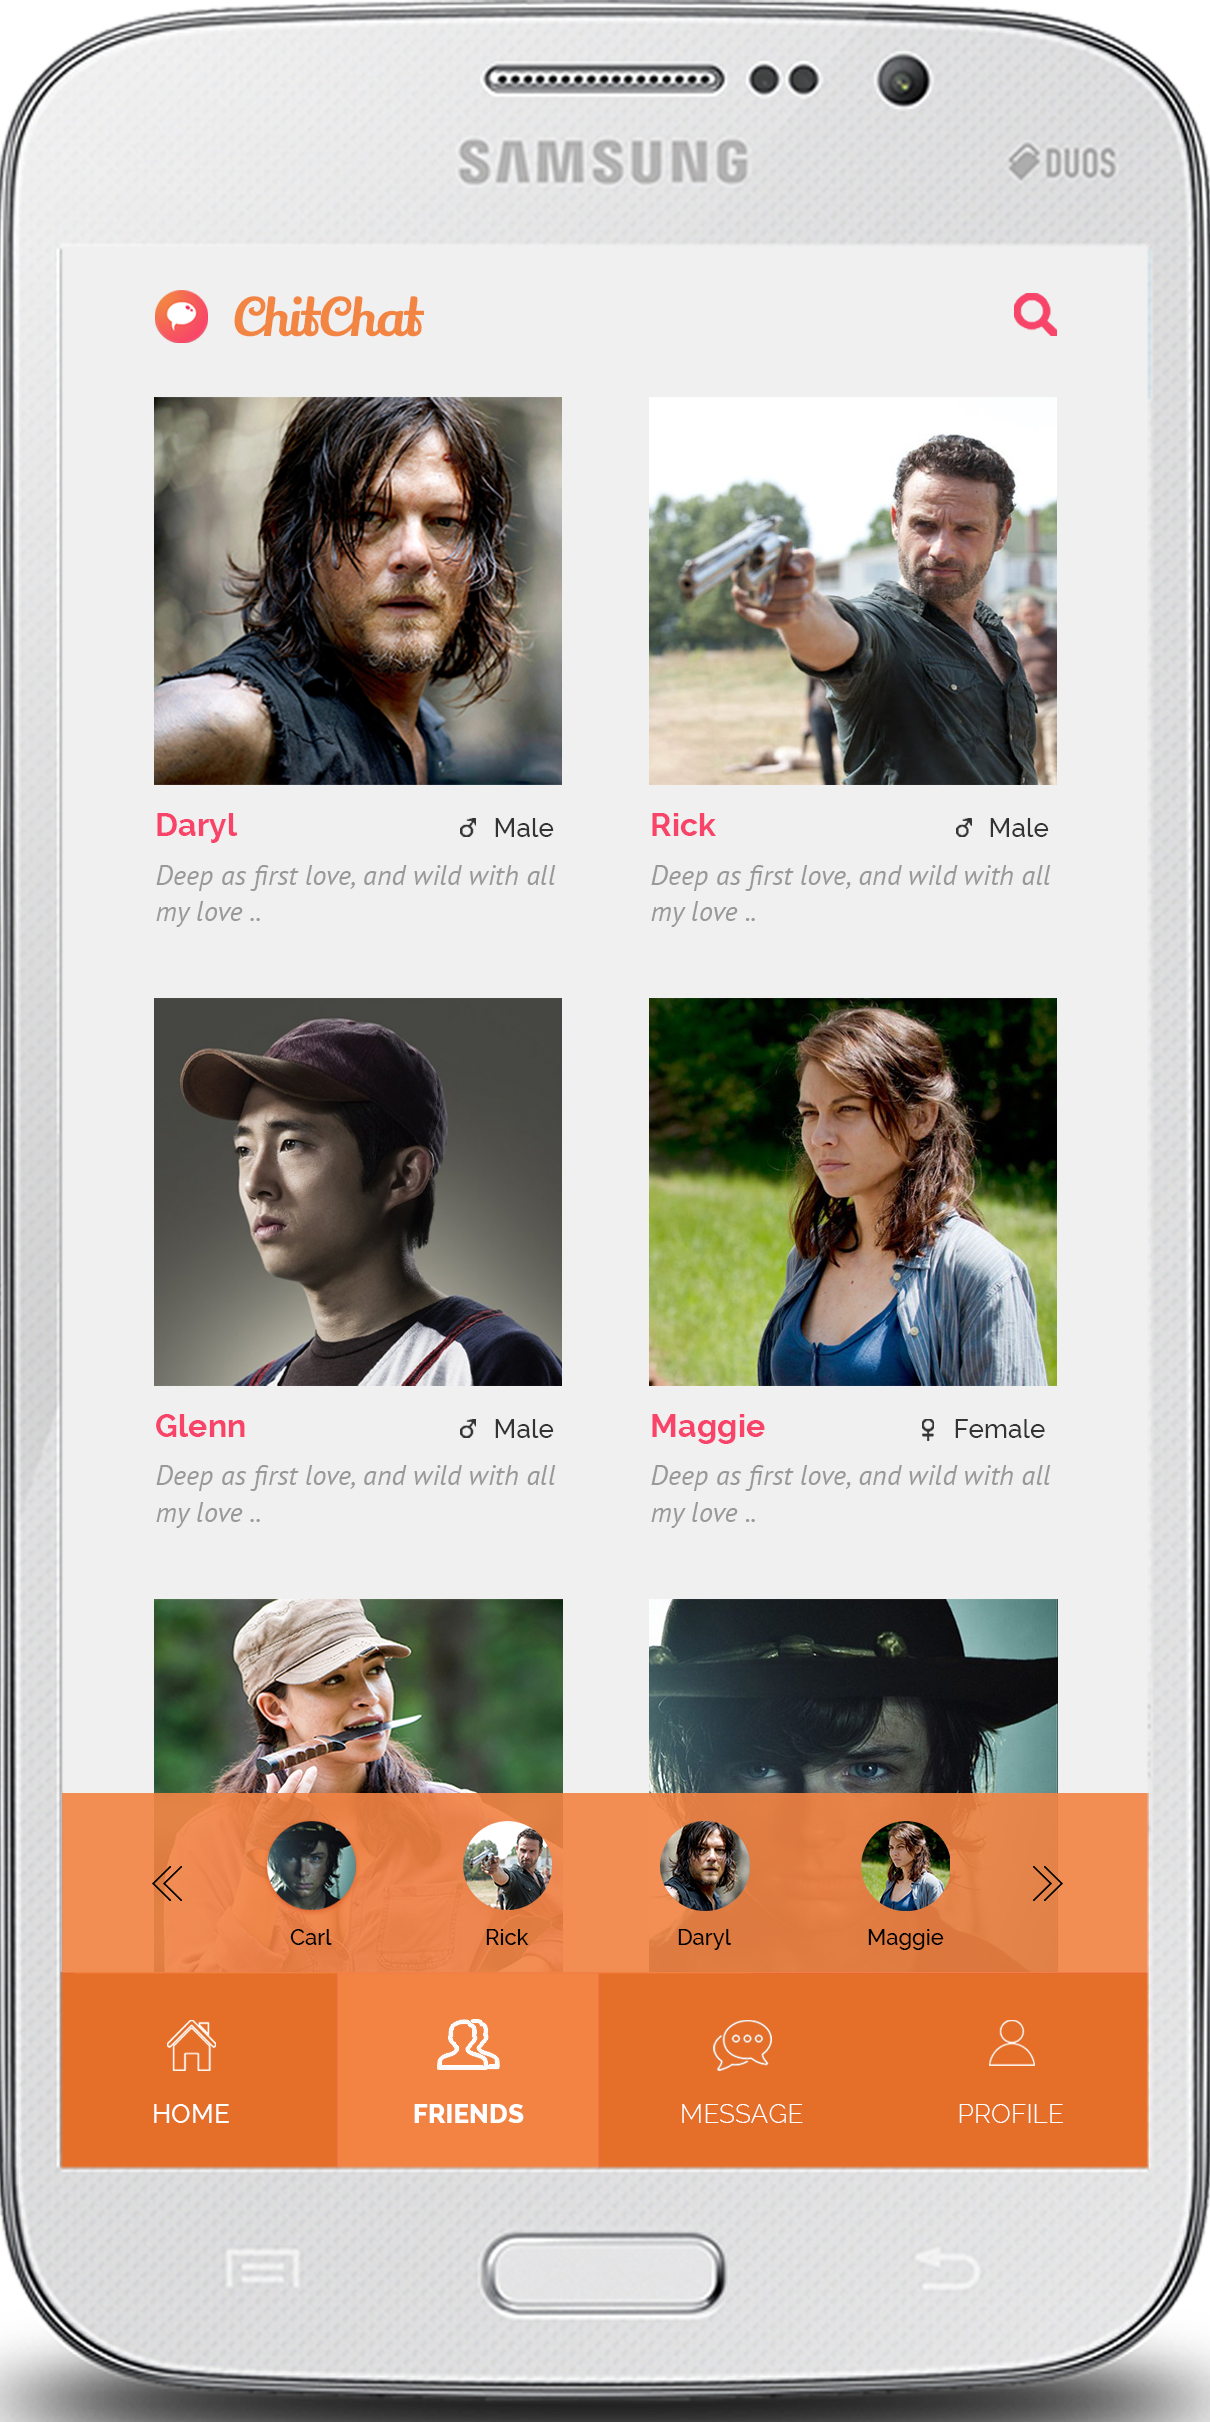 SAMSUNG
DUOS
ChitChat
Daryl ♂ Male
Deep as first love, and wild with all
my love ..
Rick ♂ Male
Deep as first love, and wild with all
my love ..
Glenn ♂ Male
Deep as first love, and wild with all
my love ..
Maggie ♀ Female
Deep as first love, and wild with all
my love ..
Carl
Rick
Daryl
Maggie
HOME
FRIENDS
MESSAGE
PROFILE